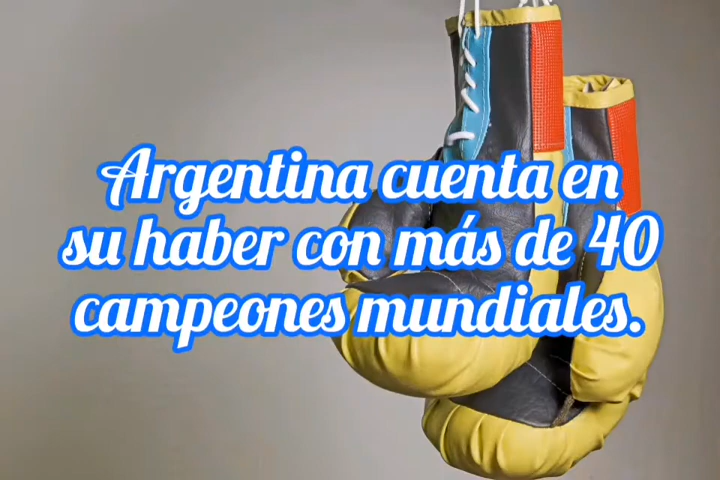 Argentina cuenta en
su haber con más de 40
campeones mundiales.